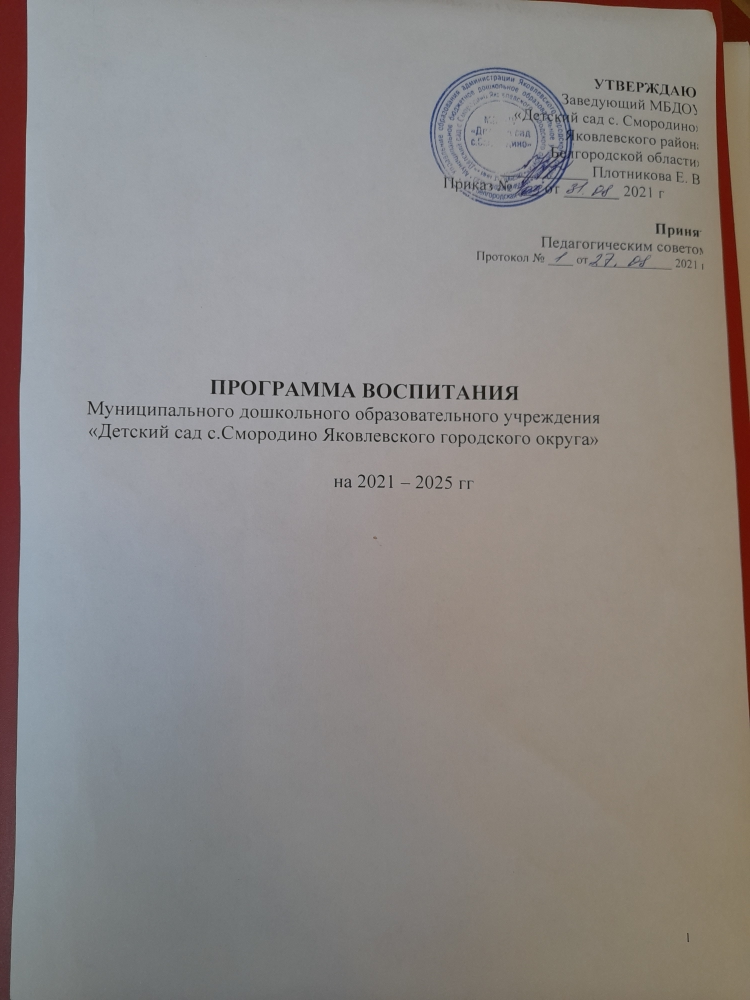 УТВЕРЖДАЮ
Заведующий МБДОУ
«Детский сад с. Смородино»
Яковлевского района
Белгородской области
Плотникова Е. В
Приказ № от 31.08 2021 г
Принят
Педагогическим советом
Протокол № 1 от 27. 08 2021 г
ПРОГРАММА ВОСПИТАНИЯ
Муниципального дошкольного образовательного учреждения
«Детский сад с.Смородино Яковлевского городского округа»
на 2021 – 2025 гг
1